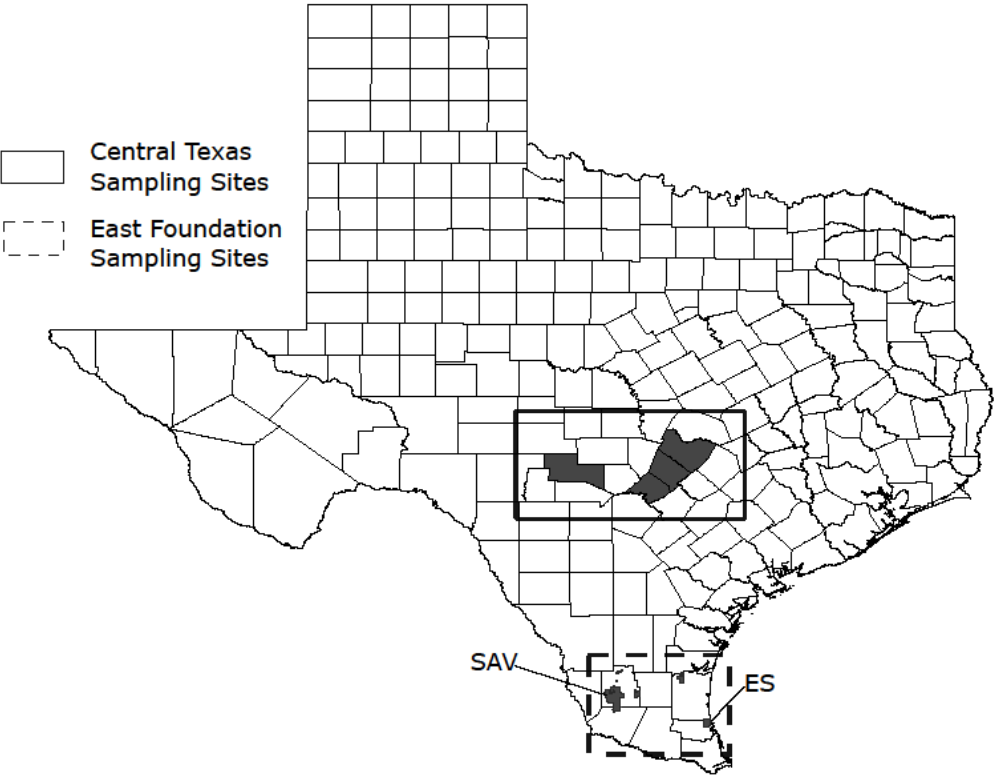 Central Texas
Sampling Sites
East Foundation
Sampling Sites
SAV
ES